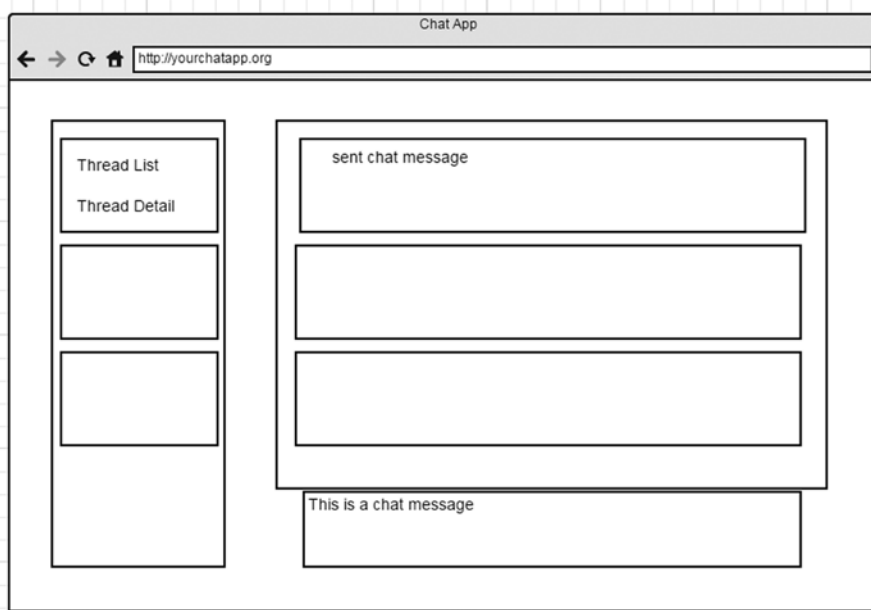 Chat App
http://yourchatapp.org
Thread List
Thread Detail
sent chat message
This is a chat message